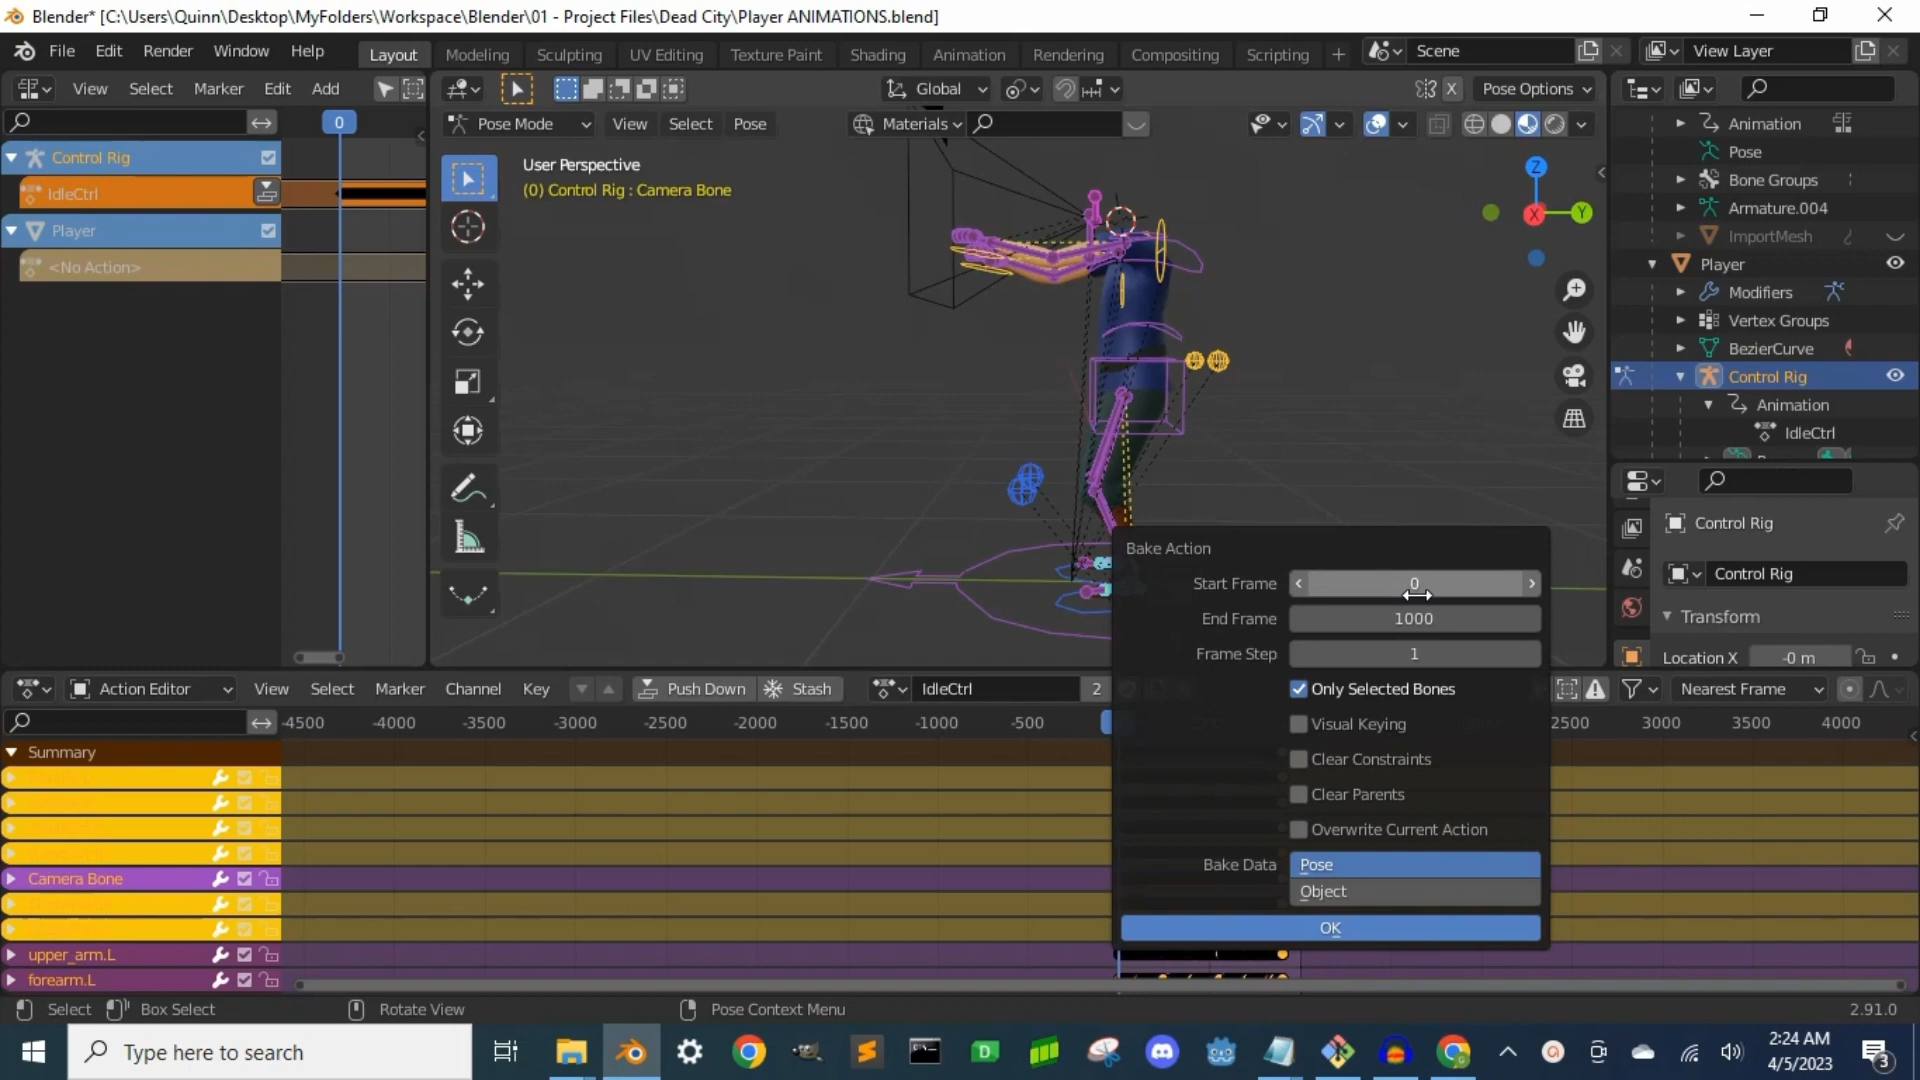 Blender* [C:\Users\Quinn\Desktop\MyFolders\Workspace\Blender\01 - Project Files\Dead City\Player ANIMATIONS.blend]
File Edit Render Window Help Layout Modeling Sculpting UV Editing Texture Paint Shading Animation Rendering Compositing Scripting + Scene View Layer
View Select Marker Edit Add Global X Pose Options
0 Pose Mode View Select Pose Materials
Control Rig
IdleCtrl
Player
<No Action>
User Perspective
(0) Control Rig : Camera Bone
Z
X
Y
Animation
Pose
Bone Groups
Armature.004
ImportMesh
Player
Modifiers
Vertex Groups
BezierCurve
Control Rig
Animation
IdleCtrl
Control Rig
Control Rig
Transform
Location X -0 m
Bake Action
Start Frame 0
End Frame 1000
Frame Step 1
Only Selected Bones
Visual Keying
Clear Constraints
Clear Parents
Overwrite Current Action
Bake Data Pose
Object
OK
Action Editor View Select Marker Channel Key Push Down Stash IdleCtrl 2 Nearest Frame
-4500 -4000 -3500 -3000 -2500 -2000 -1500 -1000 -500 2500 3000 3500 4000
Summary
Camera Bone
upper_arm.L
forearm.L
Select Box Select Rotate View Pose Context Menu 2.91.0
Type here to search
2:24 AM
4/5/2023
3